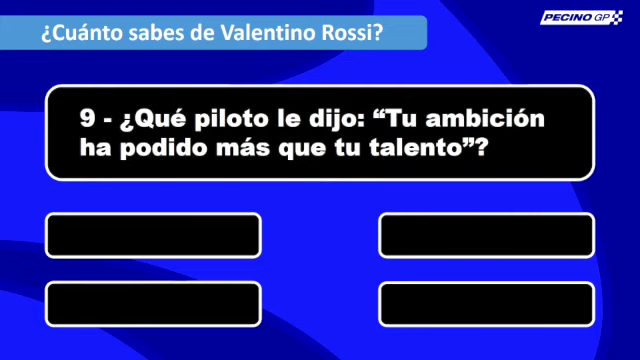 ¿Cuánto sabes de Valentino Rossi?
PECINO GP
9 - ¿Qué piloto le dijo: “Tu ambición
ha podido más que tu talento”?